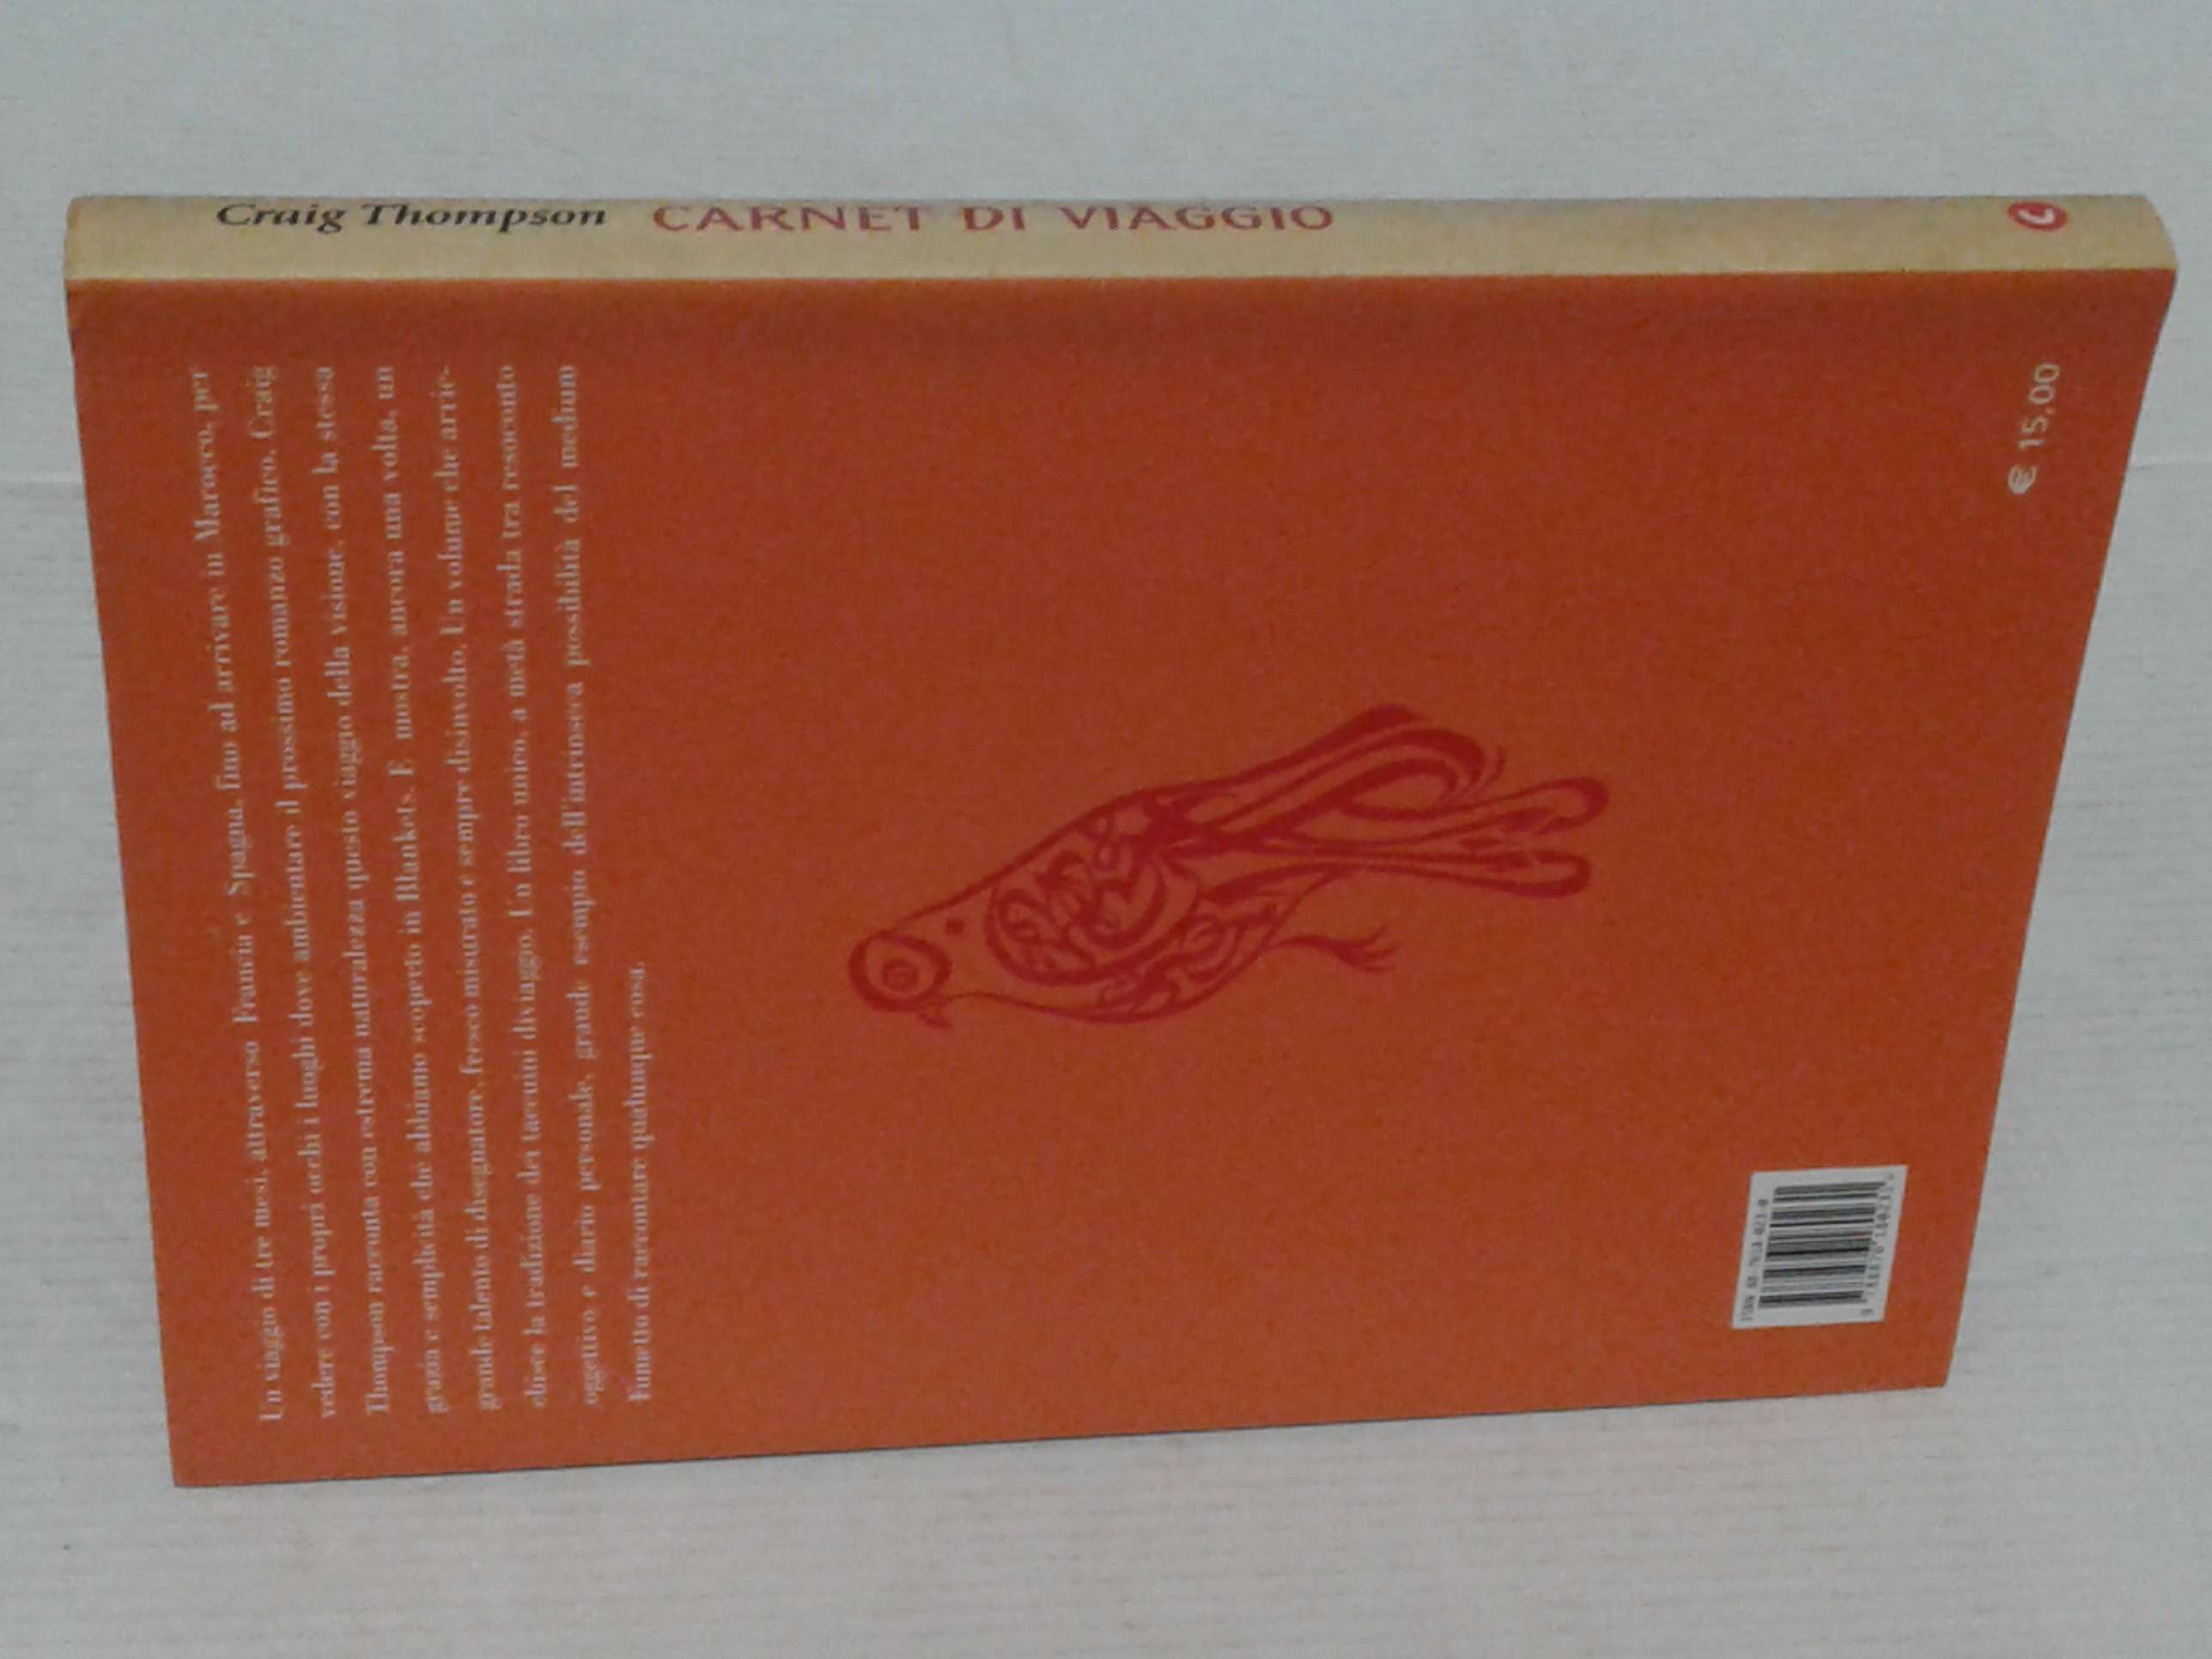 Craig Thompson CARNET DI VIAGGIO
Un viaggio di tre mesi, attraverso Francia e Spagna, fino ad arrivare in Marocco, per
vedere con i propri occhi i luoghi dove ambientare il prossimo romanzo grafico. Craig
Thompson racconta con estrema naturalezza questo viaggio della visione, con la stessa
grazia e semplicità che abbiamo scoperto in Blankets. E mostra, ancora una volta, un
grande talento di disegnatore, fresco misurato e sempre disinvolto. Un volume che arric-
chisce la tradizione dei taccuini di viaggio. Un libro unico, a metà strada tra resoconto
oggettivo e diario personale, grande esempio dell'intrinseca possibilità del medium
fumetto di raccontare qualunque cosa.
€ 15,00
ISBN 88-7618-023-0